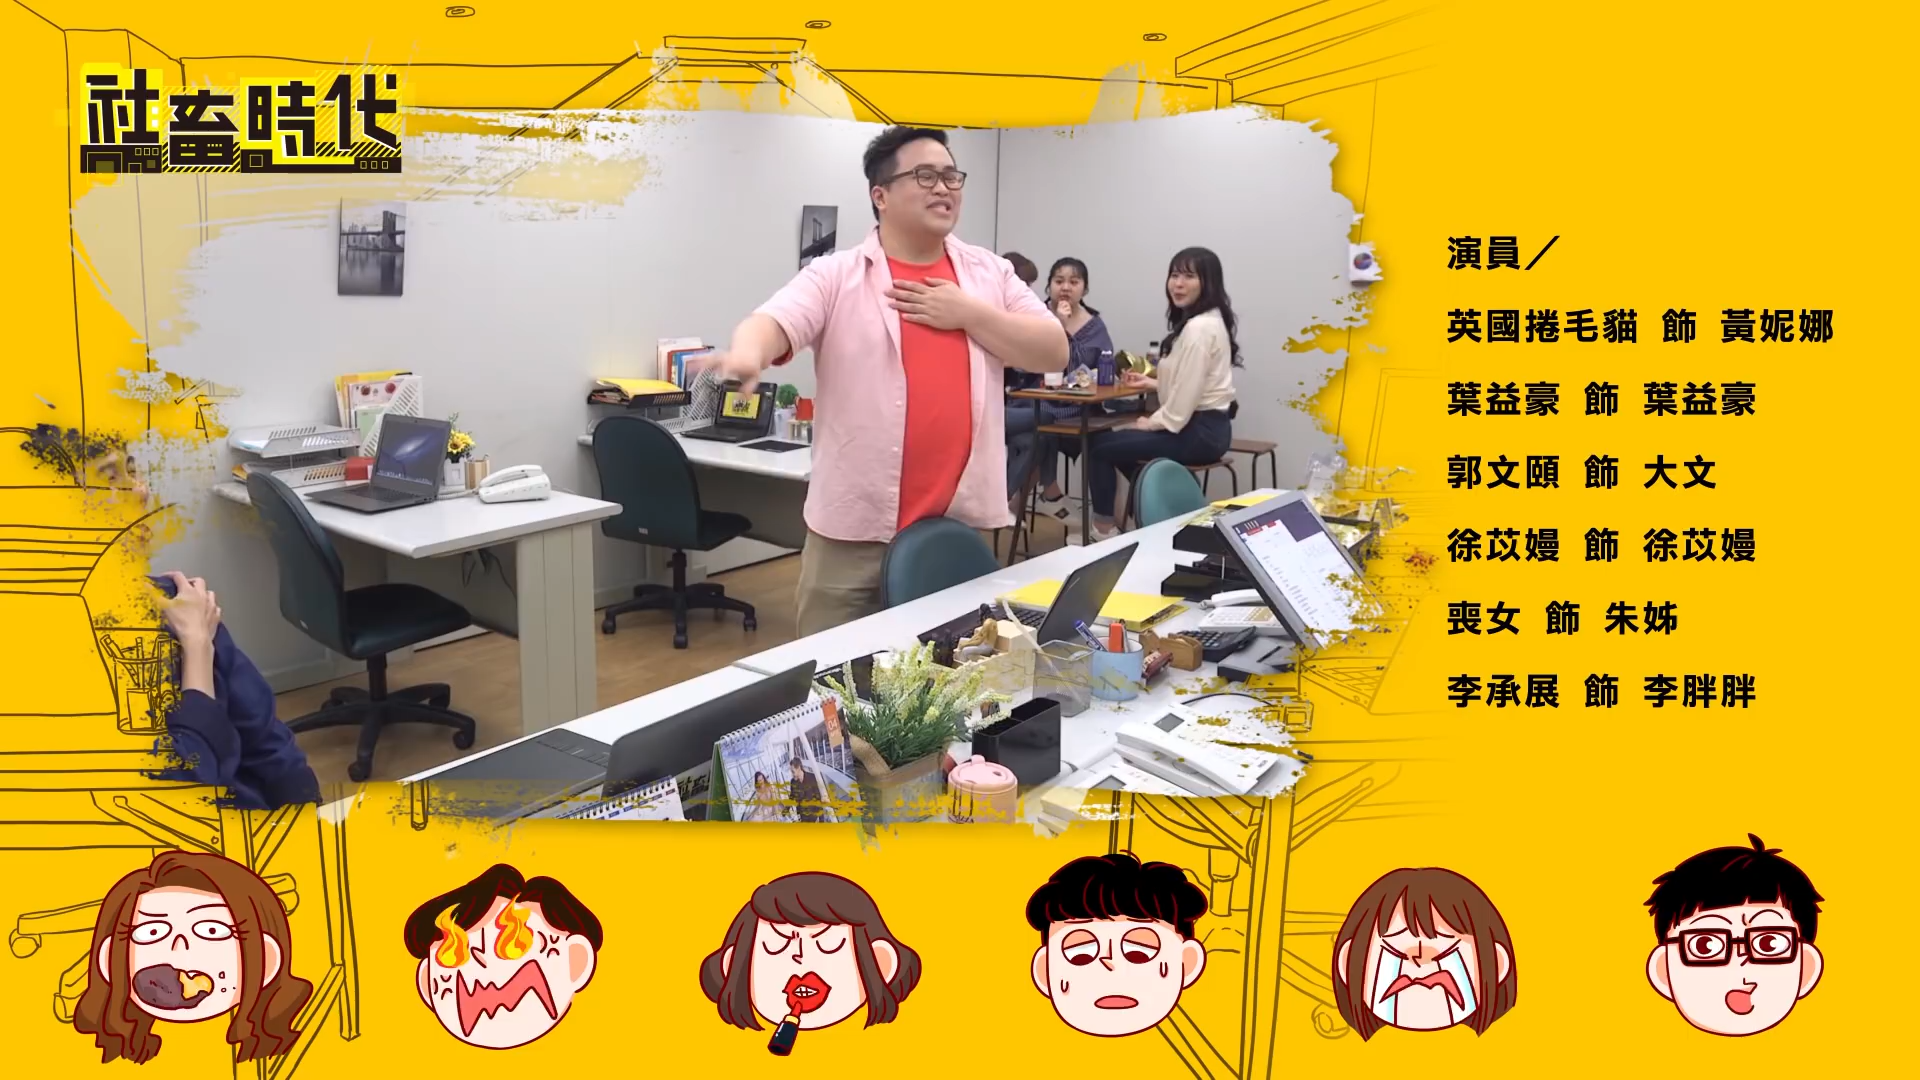 社畜時代
演員／
英國捲毛貓 飾 黃妮娜
葉益豪 飾 葉益豪
郭文頤 飾 大文
徐苡嫚 飾 徐苡嫚
喪女 飾 朱姊
李承展 飾 李胖胖